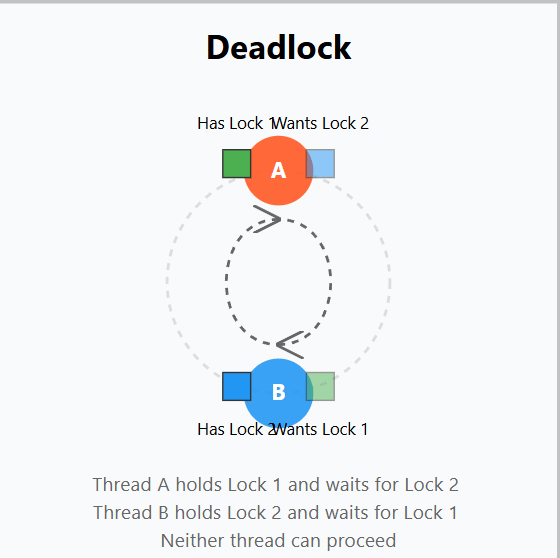 Deadlock
Has Lock 1 Wants Lock 2
A
B
Has Lock 2 Wants Lock 1
Thread A holds Lock 1 and waits for Lock 2
Thread B holds Lock 2 and waits for Lock 1
Neither thread can proceed